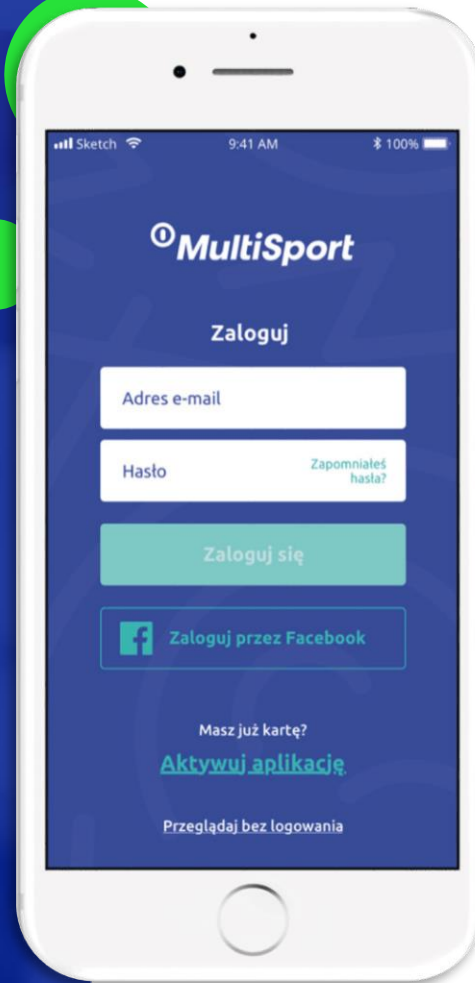 Sketch 9:41 AM 100%
MultiSport
Zaloguj
Adres e-mail
Hasło Zapomniałeś
hasła?
Zaloguj się
f Zaloguj przez Facebook
Masz już kartę?
Aktywuj aplikację
Przeglądaj bez logowania